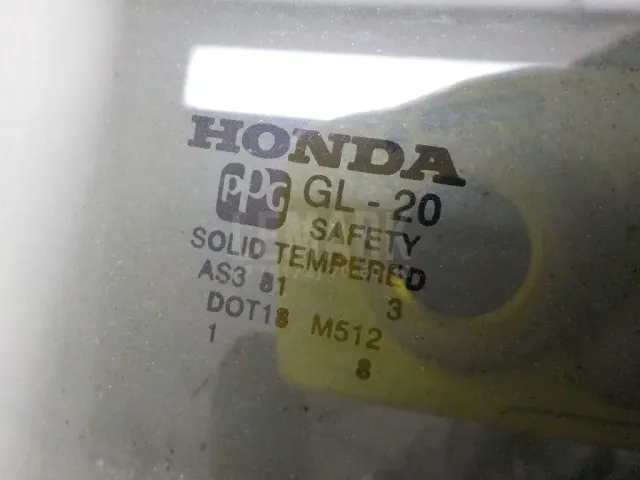 HONDA
PPG GL-20
SAFETY
SOLID TEMPERED
AS3 81 3
DOT18 M512
1 8